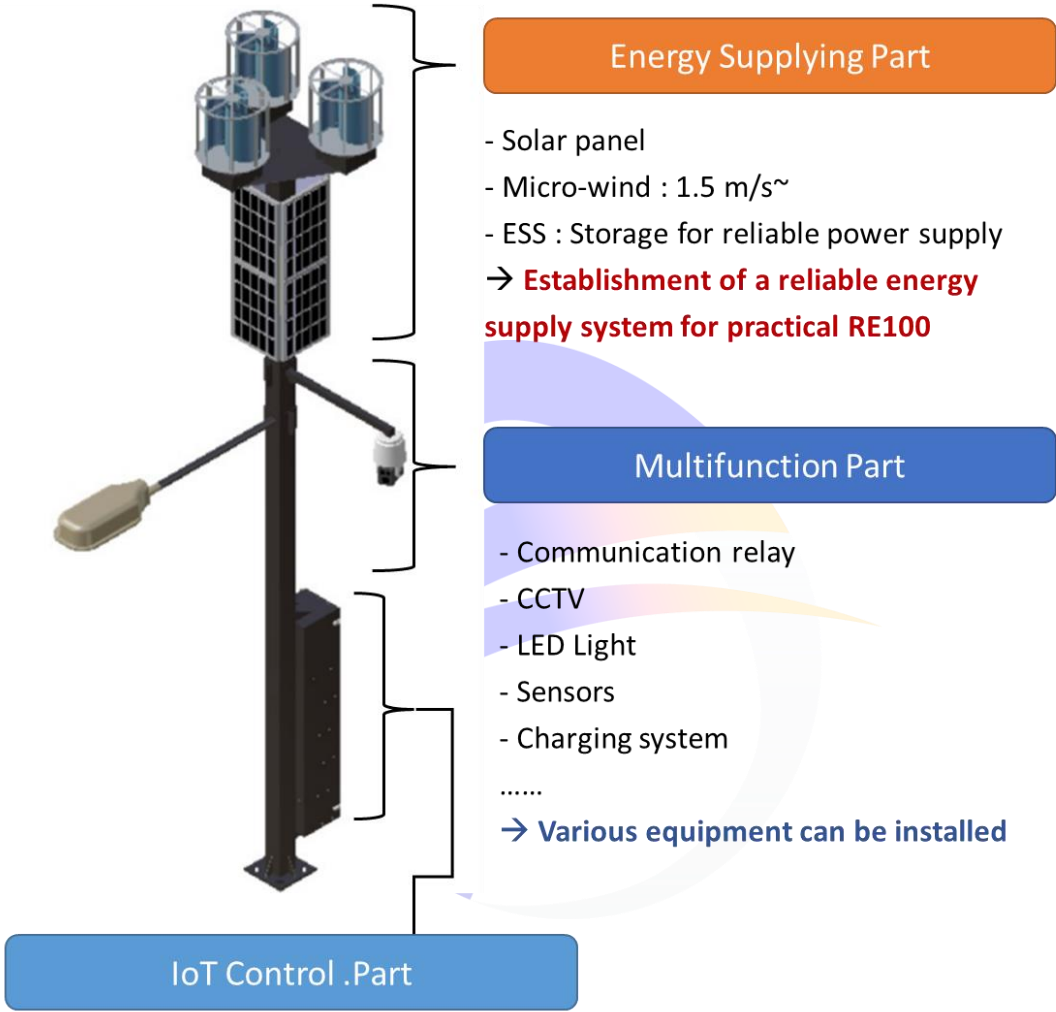 Energy Supplying Part
- Solar panel
- Micro-wind : 1.5 m/s~
- ESS : Storage for reliable power supply
→ Establishment of a reliable energy
supply system for practical RE100
Multifunction Part
- Communication relay
- CCTV
- LED Light
- Sensors
- Charging system
......
→ Various equipment can be installed
IoT Control .Part